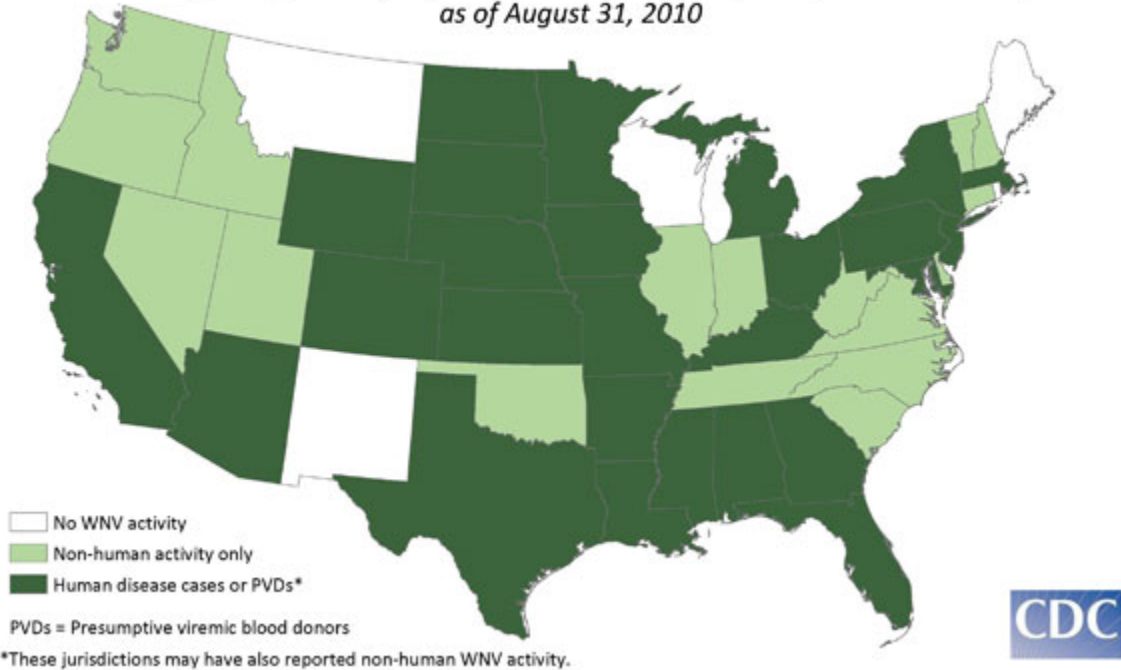 as of August 31, 2010
No WNV activity
Non-human activity only
Human disease cases or PVDs*
PVDs = Presumptive viremic blood donors
*These jurisdictions may have also reported non-human WNV activity.
CDC